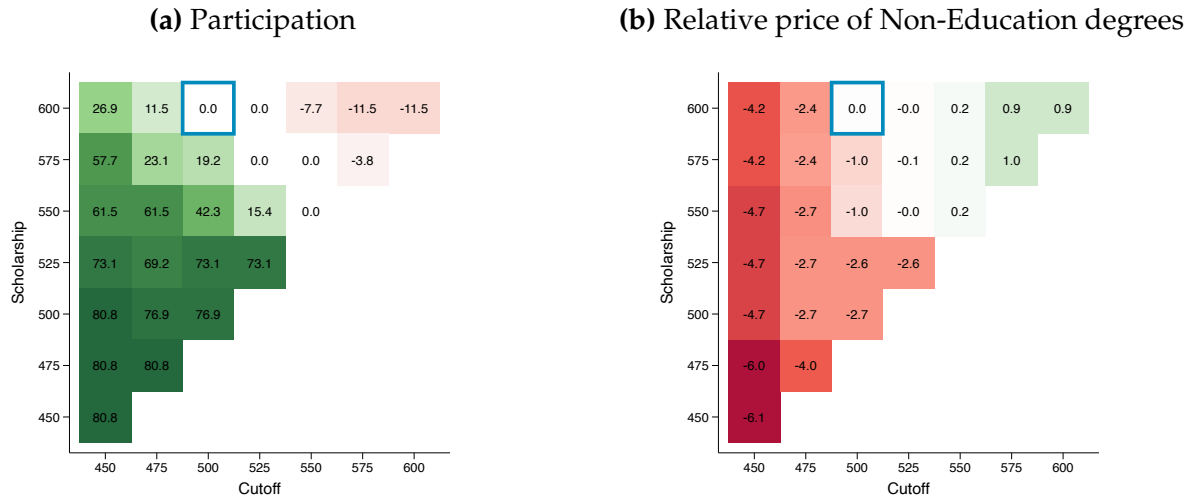 (a) Participation
(b) Relative price of Non-Education degrees
600 26.9 11.5 0.0 0.0 -7.7 -11.5 -11.5
575 57.7 23.1 19.2 0.0 0.0 -3.8
550 61.5 61.5 42.3 15.4 0.0
525 73.1 69.2 73.1 73.1
500 80.8 76.9 76.9
475 80.8 80.8
450 80.8
Scholarship
450 475 500 525 550 575 600
Cutoff
600 -4.2 -2.4 0.0 -0.0 0.2 0.9 0.9
575 -4.2 -2.4 -1.0 -0.1 0.2 1.0
550 -4.7 -2.7 -1.0 -0.0 0.2
525 -4.7 -2.7 -2.6 -2.6
500 -4.7 -2.7 -2.7
475 -6.0 -4.0
450 -6.1
Scholarship
450 475 500 525 550 575 600
Cutoff